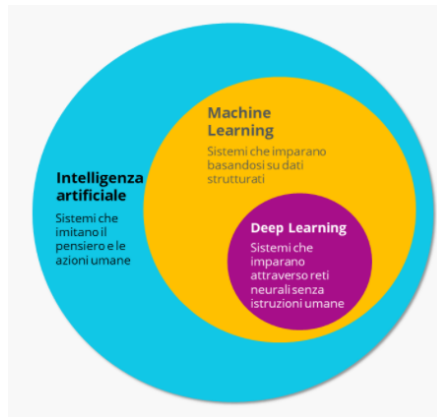 Machine
Learning
Sistemi che imparano
basandosi su dati
strutturati
Intelligenza
artificiale
Sistemi che
imitano il
pensiero e le
azioni umane
Deep Learning
Sistemi che
imparano
attraverso reti
neurali senza
istruzioni umane